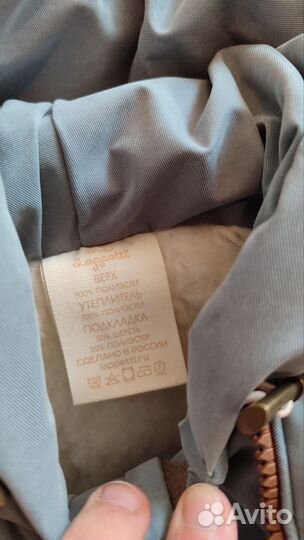 Lappetti
ВЕРХ
100% ПОЛИЭСТЕР
УТЕПЛИТЕЛЬ
100% ПОЛИЭСТЕР
ПОДКЛАДКА
50% ШЕРСТЬ
50% ПОЛИЭСТЕР
СДЕЛАНО В РОССИИ
lappetti.ru
Avito